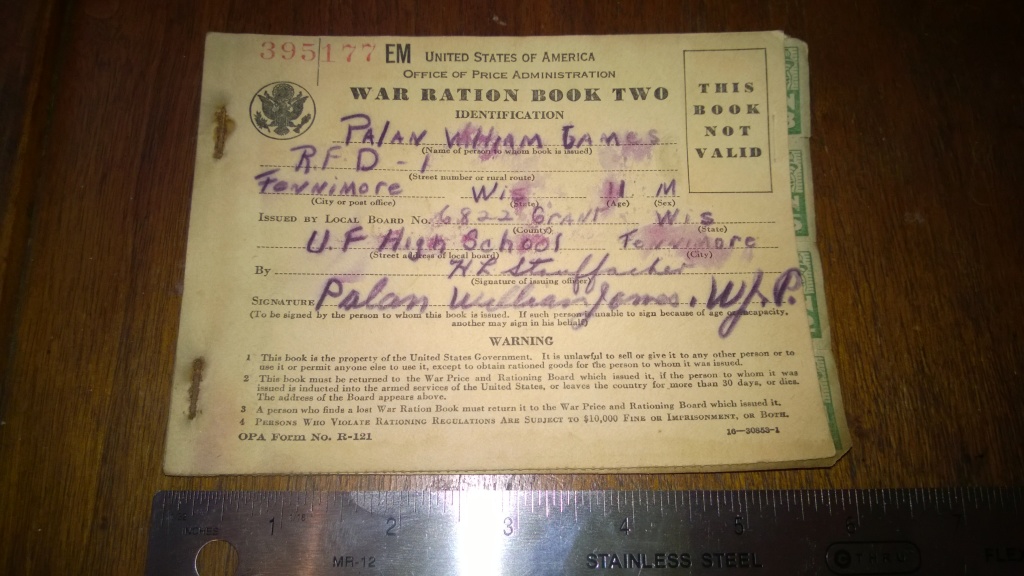 395177 EM UNITED STATES OF AMERICA
OFFICE OF PRICE ADMINISTRATION
WAR RATION BOOK TWO
IDENTIFICATION
THIS
BOOK
NOT
VALID
PALAN William James
(Name of person to whom book is issued)
R.F.D - 1
(Street number or rural route)
Fennimore Wis 11 M
(City or post office) (State) (Age) (Sex)
ISSUED BY LOCAL BOARD NO. 6822 Grant Wis
(County) (State)
U.F High School Fennimore
(Street address of local board) (City)
By H L Stauffacher
(Signature of issuing officer)
SIGNATURE Palan William James. W.J.P.
(To be signed by the person to whom this book is issued. If such person is unable to sign because of age or incapacity,
another may sign in his behalf)
WARNING
1 This book is the property of the United States Government. It is unlawful to sell or give it to any other person or to
use it or permit anyone else to use it, except to obtain rationed goods for the person to whom it was issued.
2 This book must be returned to the War Price and Rationing Board which issued it, if the person to whom it was
issued is inducted into the armed services of the United States, or leaves the country for more than 30 days, or dies.
The address of the Board appears above.
3 A person who finds a lost War Ration Book must return it to the War Price and Rationing Board which issued it.
4 PERSONS WHO VIOLATE RATIONING REGULATIONS ARE SUBJECT TO $10,000 FINE OR IMPRISONMENT, OR BOTH.
OPA Form No. R-121 16—30853-1
INCHES 1 2 3 4 5 6 7
MR-12 STAINLESS STEEL GTHRU FLEX